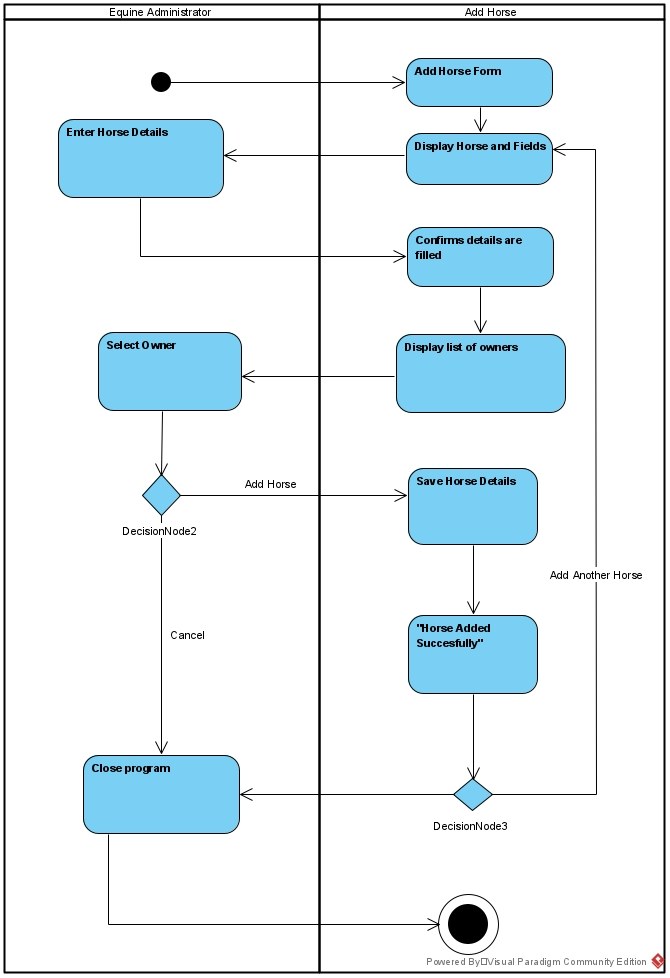 Equine Administrator
Add Horse
Add Horse Form
Enter Horse Details
Display Horse and Fields
Confirms details are
filled
Select Owner
Display list of owners
Add Horse
Save Horse Details
DecisionNode2
Add Another Horse
Cancel
"Horse Added
Succesfully"
Close program
DecisionNode3
Powered By□Visual Paradigm Community Edition